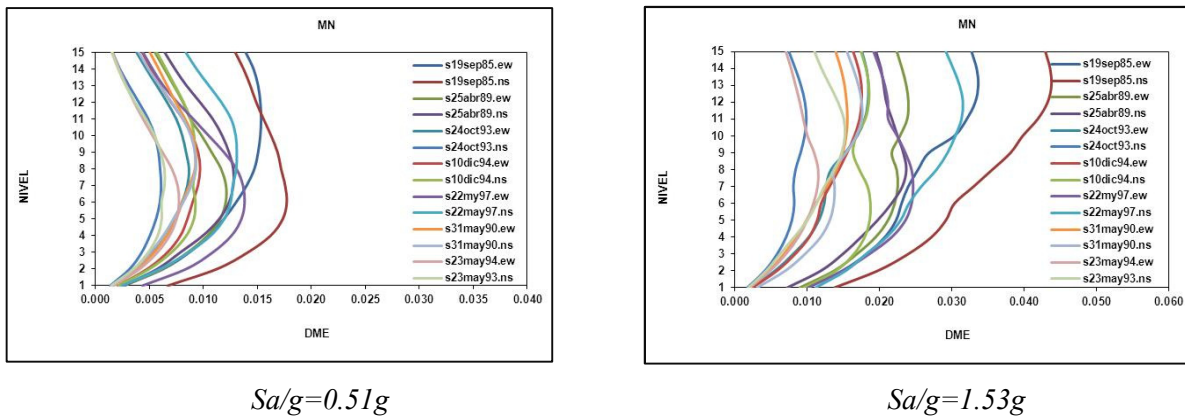 MN
15
14
13
12
11
10
9
8
7
6
5
4
3
2
1
NIVEL
0.000 0.005 0.010 0.015 0.020 0.025 0.030 0.035 0.040
DME
s19sep85.ew
s19sep85.ns
s25abr89.ew
s25abr89.ns
s24oct93.ew
s24oct93.ns
s10dic94.ew
s10dic94.ns
s22my97.ew
s22may97.ns
s31may90.ew
s31may90.ns
s23may94.ew
s23may93.ns
Sa/g=0.51g
MN
15
14
13
12
11
10
9
8
7
6
5
4
3
2
1
NIVEL
0.000 0.010 0.020 0.030 0.040 0.050 0.060
DME
s19sep85.ew
s19sep85.ns
s25abr89.ew
s25abr89.ns
s24oct93.ew
s24oct93.ns
s10dic94.ew
s10dic94.ns
s22my97.ew
s22may97.ns
s31may90.ew
s31may90.ns
s23may94.ew
s23may93.ns
Sa/g=1.53g